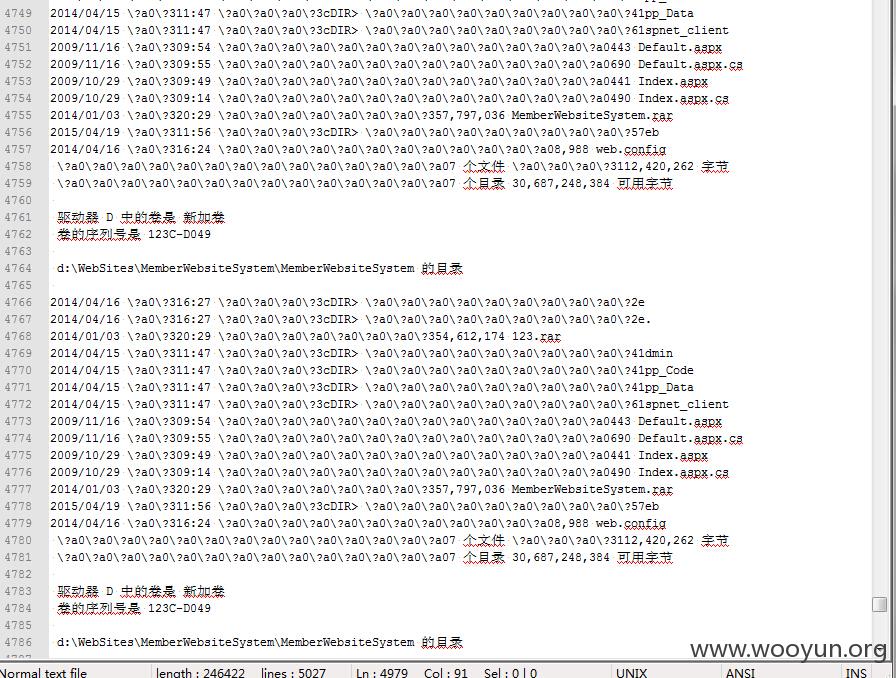 4749 2014/04/15 \?a0\?311:47 \?a0\?a0\?a0\?3cDIR> \?a0\?a0\?a0\?a0\?a0\?a0\?a0\?a0\?a0\?41pp_Data
4750 2014/04/15 \?a0\?311:47 \?a0\?a0\?a0\?3cDIR> \?a0\?a0\?a0\?a0\?a0\?a0\?a0\?a0\?a0\?61spnet_client
4751 2009/11/16 \?a0\?309:54 \?a0\?a0\?a0\?a0\?a0\?a0\?a0\?a0\?a0\?a0\?a0\?a0\?a0\?a0443 Default.aspx
4752 2009/11/16 \?a0\?309:55 \?a0\?a0\?a0\?a0\?a0\?a0\?a0\?a0\?a0\?a0\?a0\?a0\?a0\?a0690 Default.aspx.cs
4753 2009/10/29 \?a0\?309:49 \?a0\?a0\?a0\?a0\?a0\?a0\?a0\?a0\?a0\?a0\?a0\?a0\?a0\?a0441 Index.aspx
4754 2009/10/29 \?a0\?309:14 \?a0\?a0\?a0\?a0\?a0\?a0\?a0\?a0\?a0\?a0\?a0\?a0\?a0\?a0490 Index.aspx.cs
4755 2014/01/03 \?a0\?320:29 \?a0\?a0\?a0\?a0\?a0\?a0\?a0\?357,797,036 MemberWebsiteSystem.rar
4756 2015/04/19 \?a0\?311:56 \?a0\?a0\?a0\?3cDIR> \?a0\?a0\?a0\?a0\?a0\?a0\?a0\?a0\?a0\?57eb
4757 2014/04/16 \?a0\?316:24 \?a0\?a0\?a0\?a0\?a0\?a0\?a0\?a0\?a0\?a0\?a0\?a08,988 web.config
4758 \?a0\?a0\?a0\?a0\?a0\?a0\?a0\?a0\?a0\?a0\?a0\?a0\?a0\?a07 个文件 \?a0\?a0\?a0\?3112,420,262 字节
4759 \?a0\?a0\?a0\?a0\?a0\?a0\?a0\?a0\?a0\?a0\?a0\?a0\?a0\?a07 个目录 30,687,248,384 可用字节
4760
4761 驱动器 D 中的卷是 新加卷
4762 卷的序列号是 123C-D049
4763
4764 d:\WebSites\MemberWebsiteSystem\MemberWebsiteSystem 的目录
4765
4766 2014/04/16 \?a0\?316:27 \?a0\?a0\?a0\?3cDIR> \?a0\?a0\?a0\?a0\?a0\?a0\?a0\?a0\?a0\?2e
4767 2014/04/16 \?a0\?316:27 \?a0\?a0\?a0\?3cDIR> \?a0\?a0\?a0\?a0\?a0\?a0\?a0\?a0\?a0\?2e.
4768 2014/01/03 \?a0\?320:29 \?a0\?a0\?a0\?a0\?a0\?a0\?a0\?354,612,174 123.rar
4769 2014/04/15 \?a0\?311:47 \?a0\?a0\?a0\?3cDIR> \?a0\?a0\?a0\?a0\?a0\?a0\?a0\?a0\?a0\?41dmin
4770 2014/04/15 \?a0\?311:47 \?a0\?a0\?a0\?3cDIR> \?a0\?a0\?a0\?a0\?a0\?a0\?a0\?a0\?a0\?41pp_Code
4771 2014/04/15 \?a0\?311:47 \?a0\?a0\?a0\?3cDIR> \?a0\?a0\?a0\?a0\?a0\?a0\?a0\?a0\?a0\?41pp_Data
4772 2014/04/15 \?a0\?311:47 \?a0\?a0\?a0\?3cDIR> \?a0\?a0\?a0\?a0\?a0\?a0\?a0\?a0\?a0\?61spnet_client
4773 2009/11/16 \?a0\?309:54 \?a0\?a0\?a0\?a0\?a0\?a0\?a0\?a0\?a0\?a0\?a0\?a0\?a0\?a0443 Default.aspx
4774 2009/11/16 \?a0\?309:55 \?a0\?a0\?a0\?a0\?a0\?a0\?a0\?a0\?a0\?a0\?a0\?a0\?a0\?a0690 Default.aspx.cs
4775 2009/10/29 \?a0\?309:49 \?a0\?a0\?a0\?a0\?a0\?a0\?a0\?a0\?a0\?a0\?a0\?a0\?a0\?a0441 Index.aspx
4776 2009/10/29 \?a0\?309:14 \?a0\?a0\?a0\?a0\?a0\?a0\?a0\?a0\?a0\?a0\?a0\?a0\?a0\?a0490 Index.aspx.cs
4777 2014/01/03 \?a0\?320:29 \?a0\?a0\?a0\?a0\?a0\?a0\?a0\?357,797,036 MemberWebsiteSystem.rar
4778 2015/04/19 \?a0\?311:56 \?a0\?a0\?a0\?3cDIR> \?a0\?a0\?a0\?a0\?a0\?a0\?a0\?a0\?a0\?57eb
4779 2014/04/16 \?a0\?316:24 \?a0\?a0\?a0\?a0\?a0\?a0\?a0\?a0\?a0\?a0\?a0\?a08,988 web.config
4780 \?a0\?a0\?a0\?a0\?a0\?a0\?a0\?a0\?a0\?a0\?a0\?a0\?a0\?a07 个文件 \?a0\?a0\?a0\?3112,420,262 字节
4781 \?a0\?a0\?a0\?a0\?a0\?a0\?a0\?a0\?a0\?a0\?a0\?a0\?a0\?a07 个目录 30,687,248,384 可用字节
4782
4783 驱动器 D 中的卷是 新加卷
4784 卷的序列号是 123C-D049
4785
4786 d:\WebSites\MemberWebsiteSystem\MemberWebsiteSystem 的目录
www.wooyun.org
Normal text file length : 246422 lines : 5027 Ln : 4979 Col : 91 Sel : 0 | 0 UNIX ANSI INS